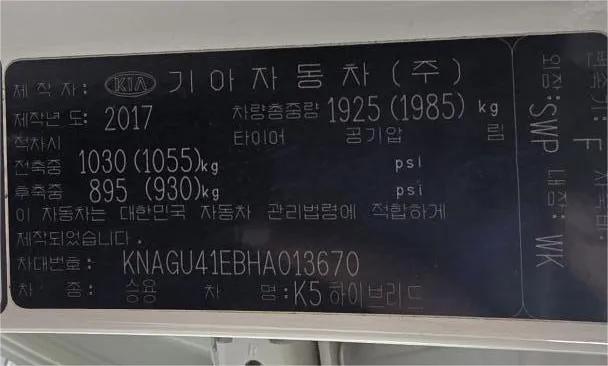 제작자: KIA 기아자동차(주)
제작년도: 2017 차량총중량 1925 (1985) kg
적차시 타이어 공기압 림
전축중 1030 (1055)kg psi
후축중 895 (930)kg psi
이 자동차는 대한민국 자동차 관리법령에 적합하게
제작되었습니다.
차대번호: KNAGU41EBHA013670
차 종: 승용 차 명:K5 하이브리드
변속기: F
외장: SWP 내장: WK